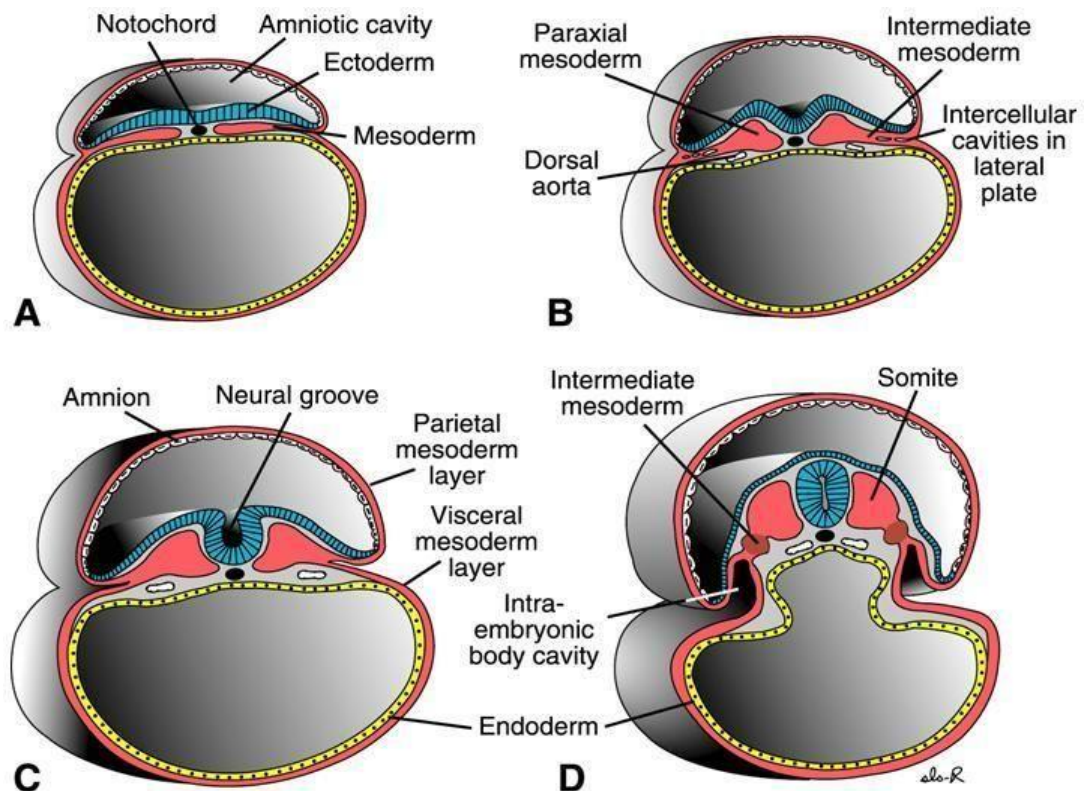 Notochord
Amniotic cavity
Ectoderm
Mesoderm
A
Paraxial
mesoderm
Intermediate
mesoderm
Intercellular
cavities in
lateral
plate
Dorsal
aorta
B
Amnion
Neural groove
Parietal
mesoderm
layer
Visceral
mesoderm
layer
C
Intermediate
mesoderm
Somite
Intra-
embryonic
body cavity
Endoderm
D
sls-R